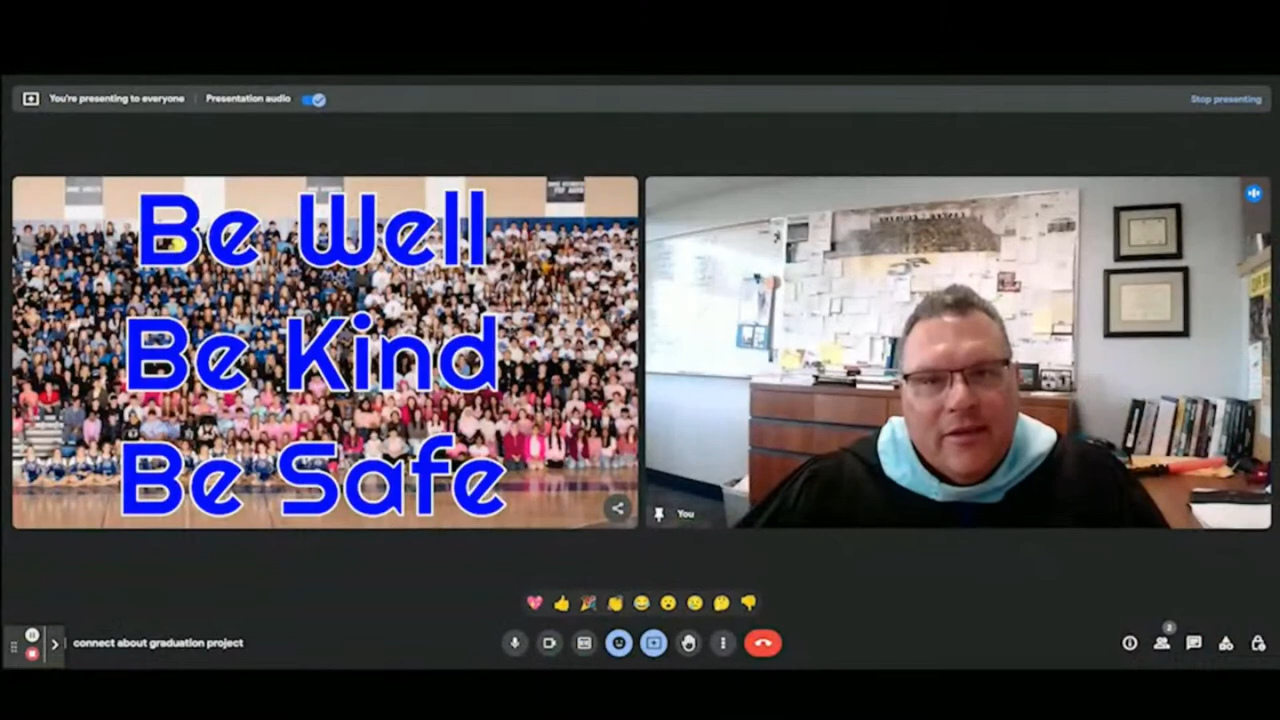 You're presenting to everyone
Presentation audio
Stop presenting
Be Well
Be Kind
Be Safe
You
connect about graduation project
2